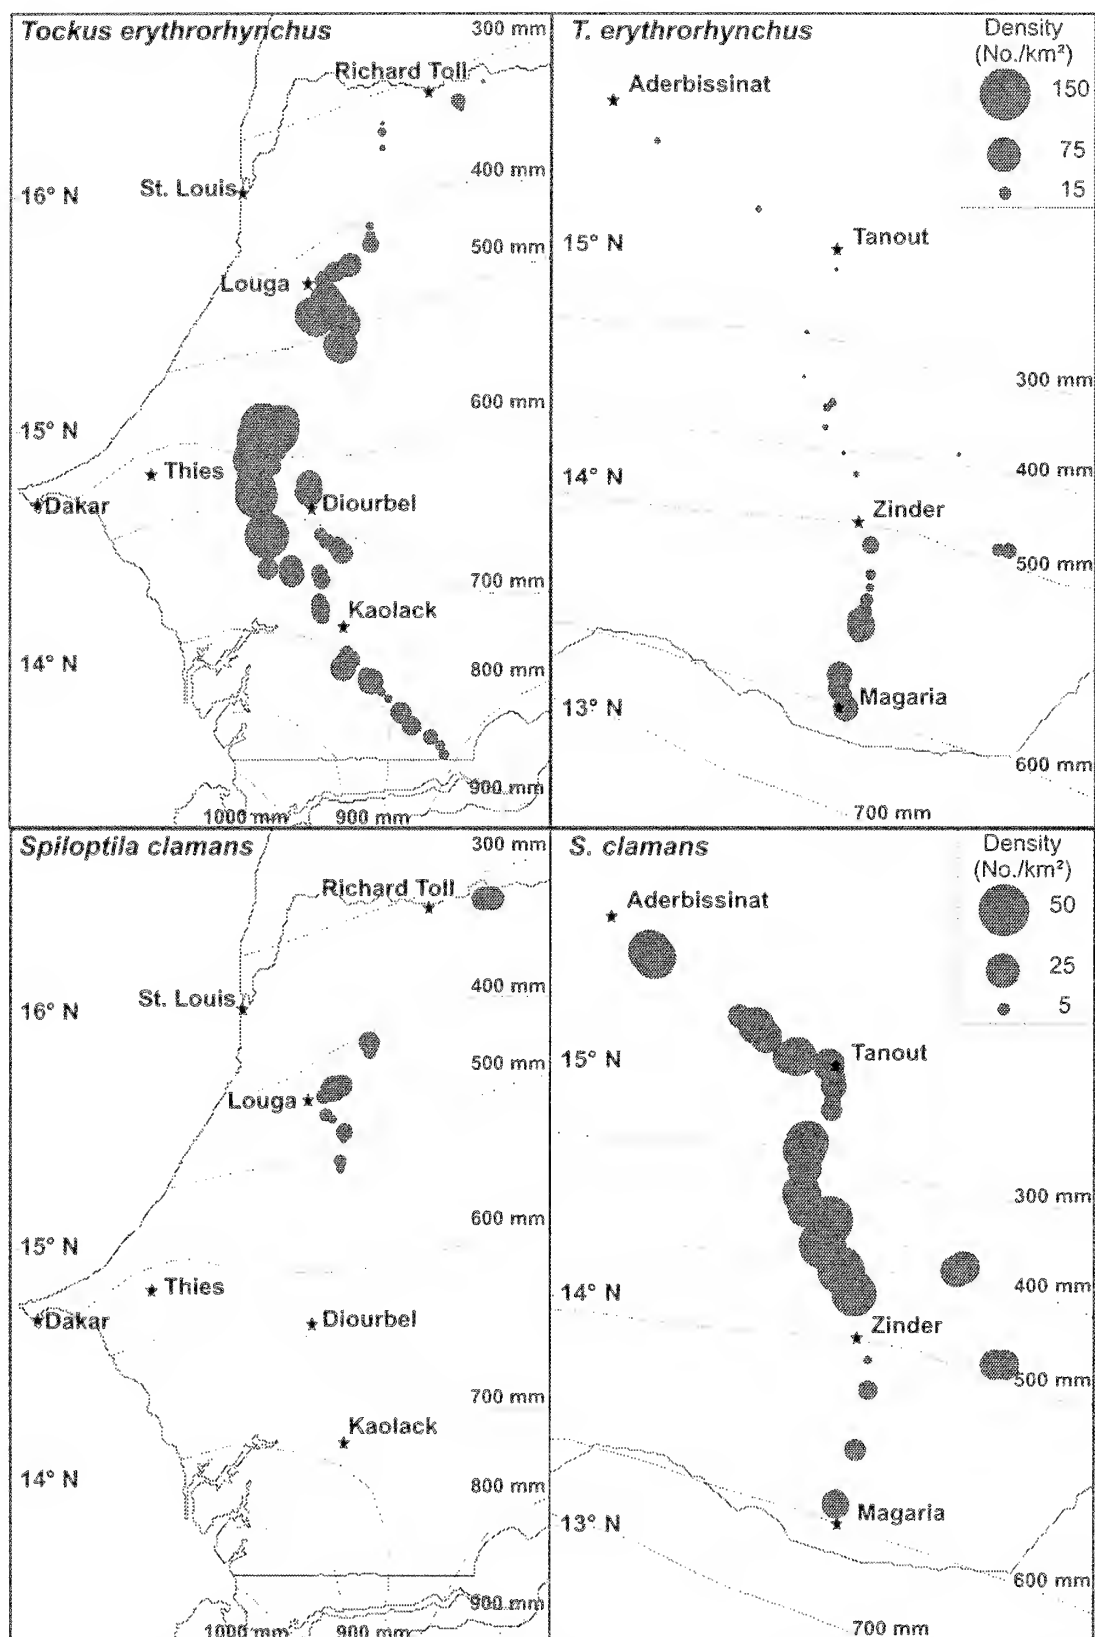 Tockus erythrorhynchus
300 mm
Richard Toll
400 mm
16° N
St. Louis
500 mm
Louga
600 mm
15° N
Thies
Dakar
Diourbel
700 mm
Kaolack
14° N
800 mm
900 mm
1000 mm
900 mm
T. erythrorhynchus
Density
(No./km²)
150
75
15
Aderbissinat
15° N
Tanout
300 mm
14° N
400 mm
Zinder
500 mm
13° N
Magaria
600 mm
700 mm
Spiloptila clamans
300 mm
Richard Toll
400 mm
16° N
St. Louis
500 mm
Louga
600 mm
15° N
Thies
Dakar
Diourbel
700 mm
Kaolack
14° N
800 mm
900 mm
1000 mm
900 mm
S. clamans
Density
(No./km²)
50
25
5
Aderbissinat
15° N
Tanout
300 mm
14° N
400 mm
Zinder
500 mm
13° N
Magaria
600 mm
700 mm